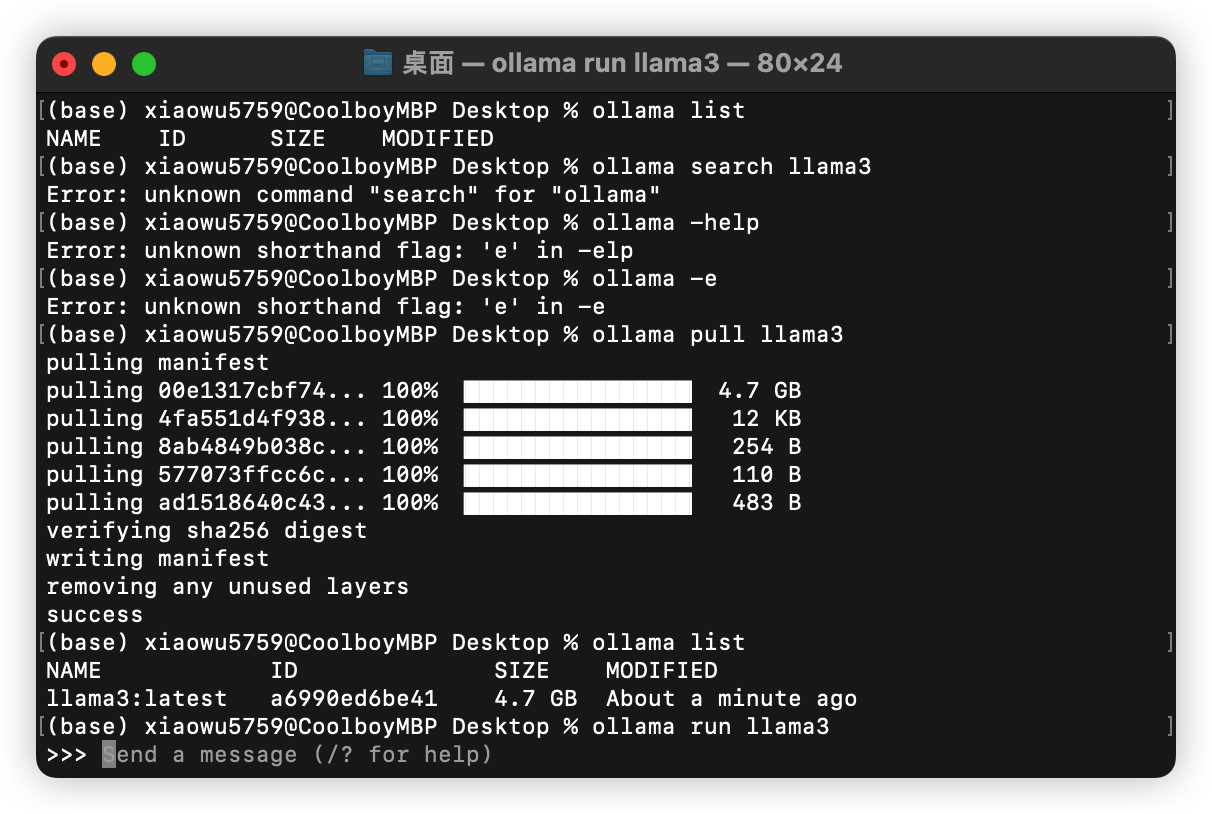 桌面 — ollama run llama3 — 80×24
[(base) xiaowu5759@CoolboyMBP Desktop % ollama list ]
NAME    ID      SIZE    MODIFIED
[(base) xiaowu5759@CoolboyMBP Desktop % ollama search llama3 ]
Error: unknown command "search" for "ollama"
[(base) xiaowu5759@CoolboyMBP Desktop % ollama -help ]
Error: unknown shorthand flag: 'e' in -elp
[(base) xiaowu5759@CoolboyMBP Desktop % ollama -e ]
Error: unknown shorthand flag: 'e' in -e
[(base) xiaowu5759@CoolboyMBP Desktop % ollama pull llama3 ]
pulling manifest
pulling 00e1317cbf74... 100% 4.7 GB
pulling 4fa551d4f938... 100% 12 KB
pulling 8ab4849b038c... 100% 254 B
pulling 577073ffcc6c... 100% 110 B
pulling ad1518640c43... 100% 483 B
verifying sha256 digest
writing manifest
removing any unused layers
success
[(base) xiaowu5759@CoolboyMBP Desktop % ollama list ]
NAME            ID              SIZE    MODIFIED
llama3:latest   a6990ed6be41    4.7 GB  About a minute ago
[(base) xiaowu5759@CoolboyMBP Desktop % ollama run llama3 ]
>>> Send a message (/? for help)